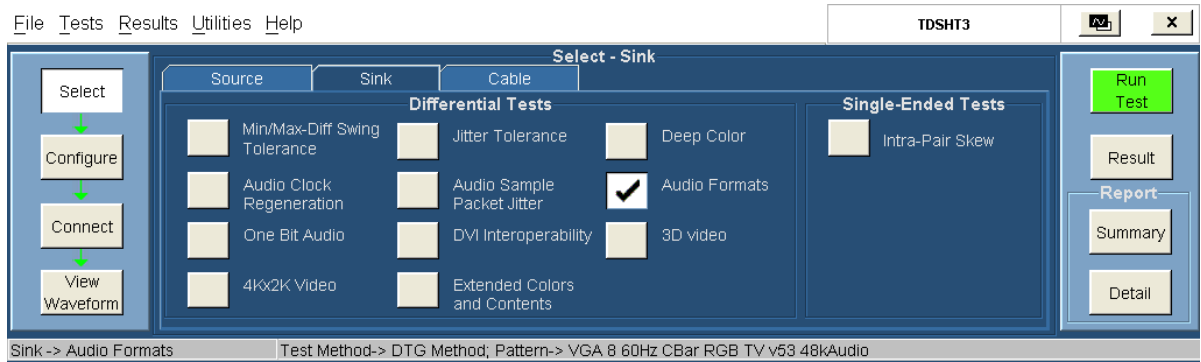 File Tests Results Utilities Help
TDSHT3
x
Select - Sink
Select
Configure
Connect
View
Waveform
Source
Sink
Cable
Differential Tests
Min/Max-Diff Swing
Tolerance
Jitter Tolerance
Deep Color
Audio Clock
Regeneration
Audio Sample
Packet Jitter
Audio Formats
One Bit Audio
DVI Interoperability
3D video
4Kx2K Video
Extended Colors
and Contents
Single-Ended Tests
Intra-Pair Skew
Run
Test
Result
Report
Summary
Detail
Sink -> Audio Formats
Test Method-> DTG Method; Pattern-> VGA 8 60Hz CBar RGB TV v53 48kAudio